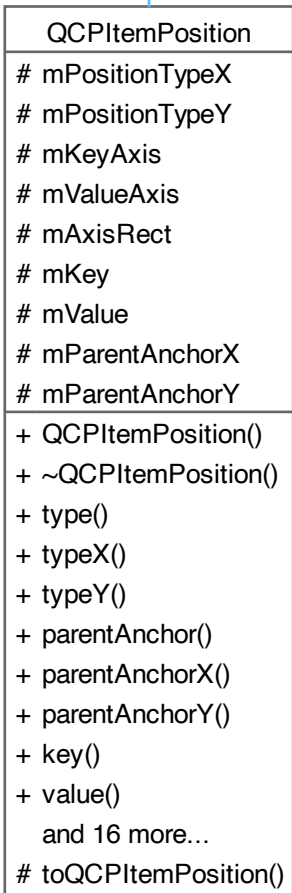 QCPItemPosition
# mPositionTypeX
# mPositionTypeY
# mKeyAxis
# mValueAxis
# mAxisRect
# mKey
# mValue
# mParentAnchorX
# mParentAnchorY
+ QCPItemPosition()
+ ~QCPItemPosition()
+ type()
+ typeX()
+ typeY()
+ parentAnchor()
+ parentAnchorX()
+ parentAnchorY()
+ key()
+ value()
and 16 more...
# toQCPItemPosition()